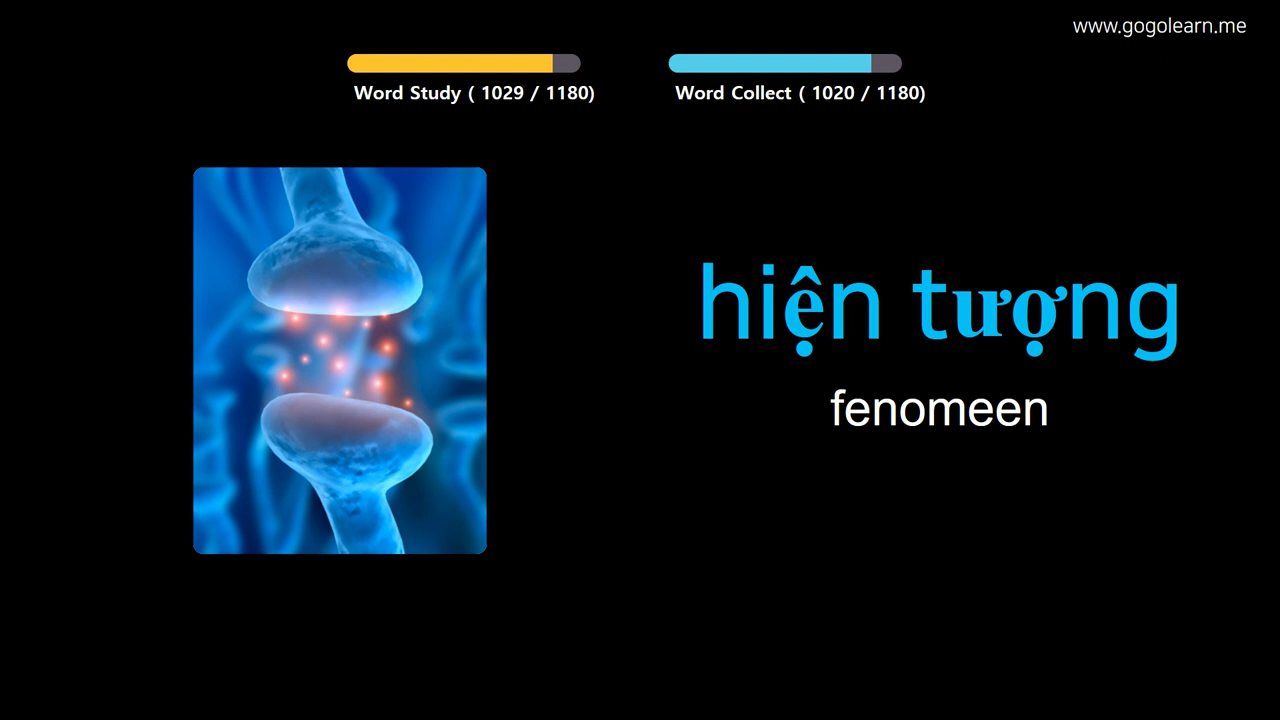 www.gogolearn.me
Word Study ( 1029 / 1180)
Word Collect ( 1020 / 1180)
hiện tượng
fenomeen